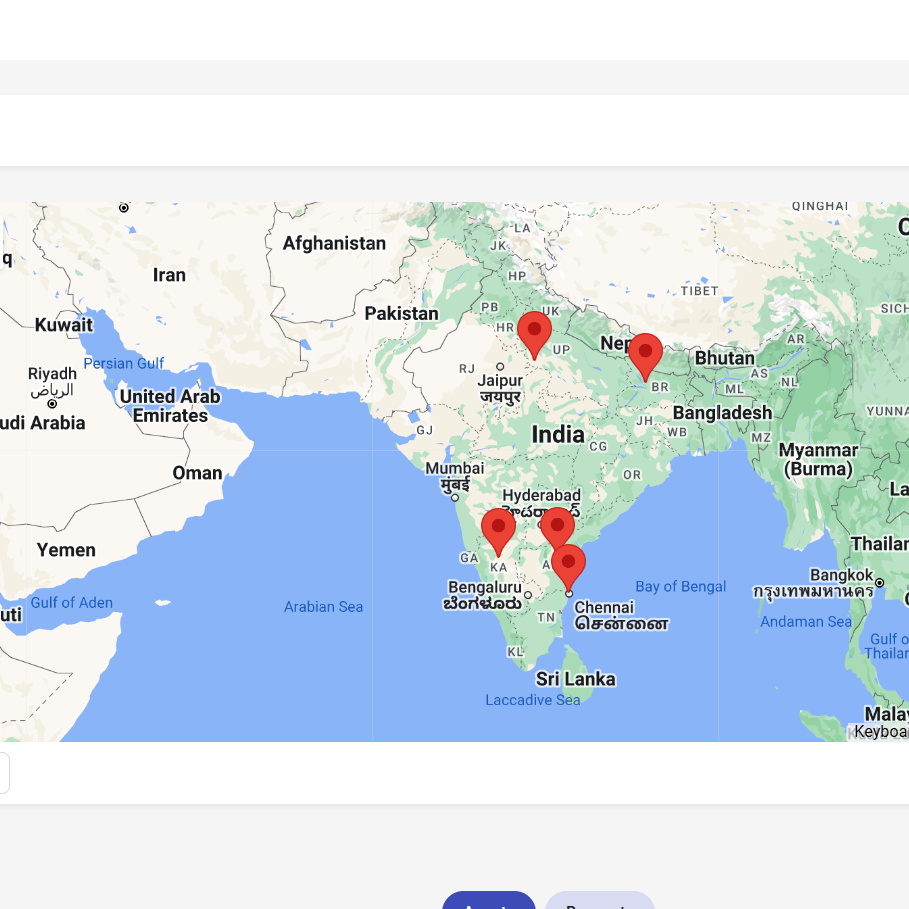 QINGHAI
LA
Afghanistan
JK
q
Iran
HP
TIBET
PB
UK
Pakistan
SICH
Kuwait
HR
AR
UP
Bhutan
Persian Gulf
RJ
Riyadh
الرياض
Jaipur
जयपुर
AS
NL
BR
ML
United Arab
Emirates
udi Arabia
Bangladesh
YUNNA
JH
GJ
WB
India
MZ
CG
Myanmar
(Burma)
Mumbai
मुंबई
Oman
OR
La
Hyderabad
Yemen
GA
KA
Thailan
Bangkok
กรุงเทพมหานคร
Bengaluru
ಬೆಂಗಳೂರು
Bay of Bengal
Gulf of Aden
Arabian Sea
Chennai
சென்னை
uti
TN
Andaman Sea
KL
Gulf o
Thailan
Sri Lanka
Laccadive Sea
Malay
Keyboa